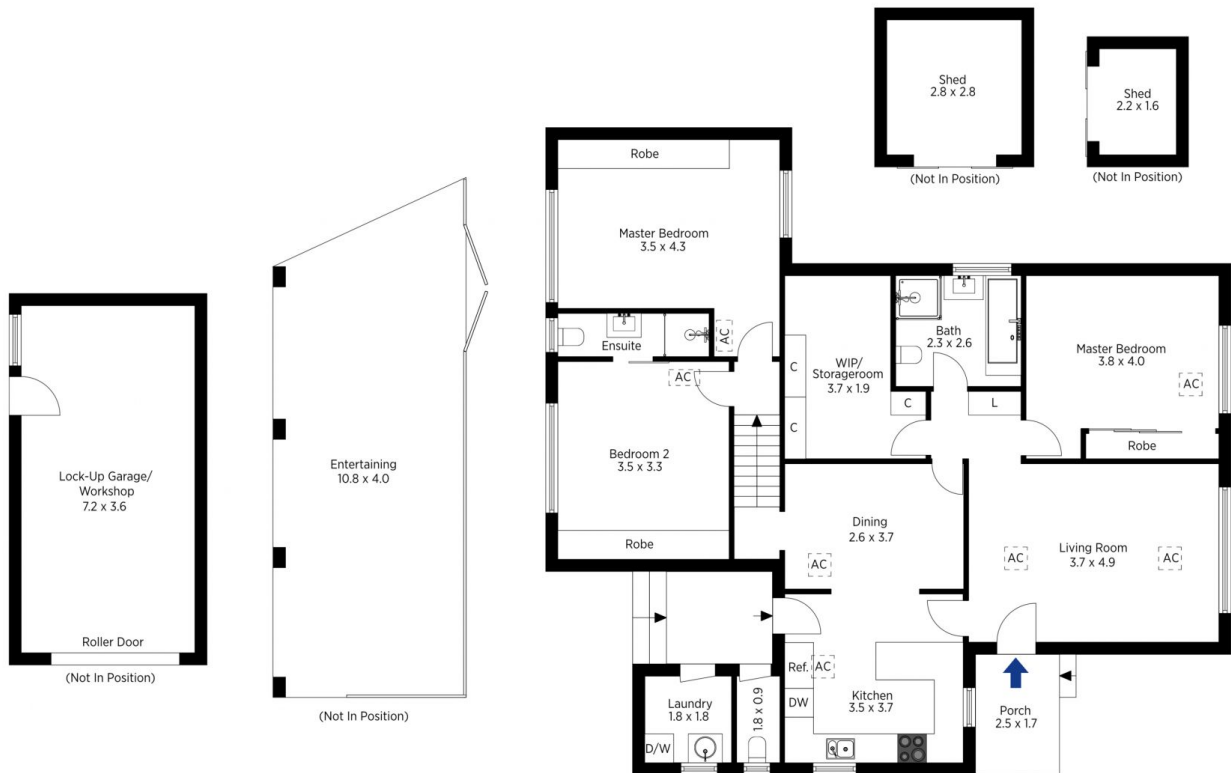 Shed
2.8 x 2.8
(Not In Position)
Shed
2.2 x 1.6
(Not In Position)
Robe
Master Bedroom
3.5 x 4.3
Ensuite
AC
AC
Bedroom 2
3.5 x 3.3
Robe
WIP/
Storageroom
3.7 x 1.9
C
C
C
Bath
2.3 x 2.6
L
Master Bedroom
3.8 x 4.0
AC
Robe
Lock-Up Garage/
Workshop
7.2 x 3.6
Roller Door
(Not In Position)
Entertaining
10.8 x 4.0
(Not In Position)
Dining
2.6 x 3.7
AC
Living Room
3.7 x 4.9
AC
AC
Ref.
AC
DW
Kitchen
3.5 x 3.7
Laundry
1.8 x 1.8
D/W
1.8 x 0.9
Porch
2.5 x 1.7